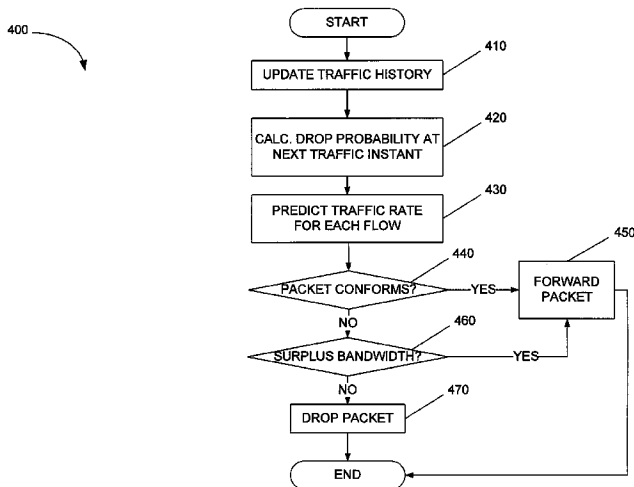 START
400
410
UPDATE TRAFFIC HISTORY
420
CALC. DROP PROBABILITY AT
NEXT TRAFFIC INSTANT
430
PREDICT TRAFFIC RATE
FOR EACH FLOW
440
450
PACKET CONFORMS?
YES
FORWARD
PACKET
NO
460
SURPLUS BANDWIDTH?
YES
NO
470
DROP PACKET
END